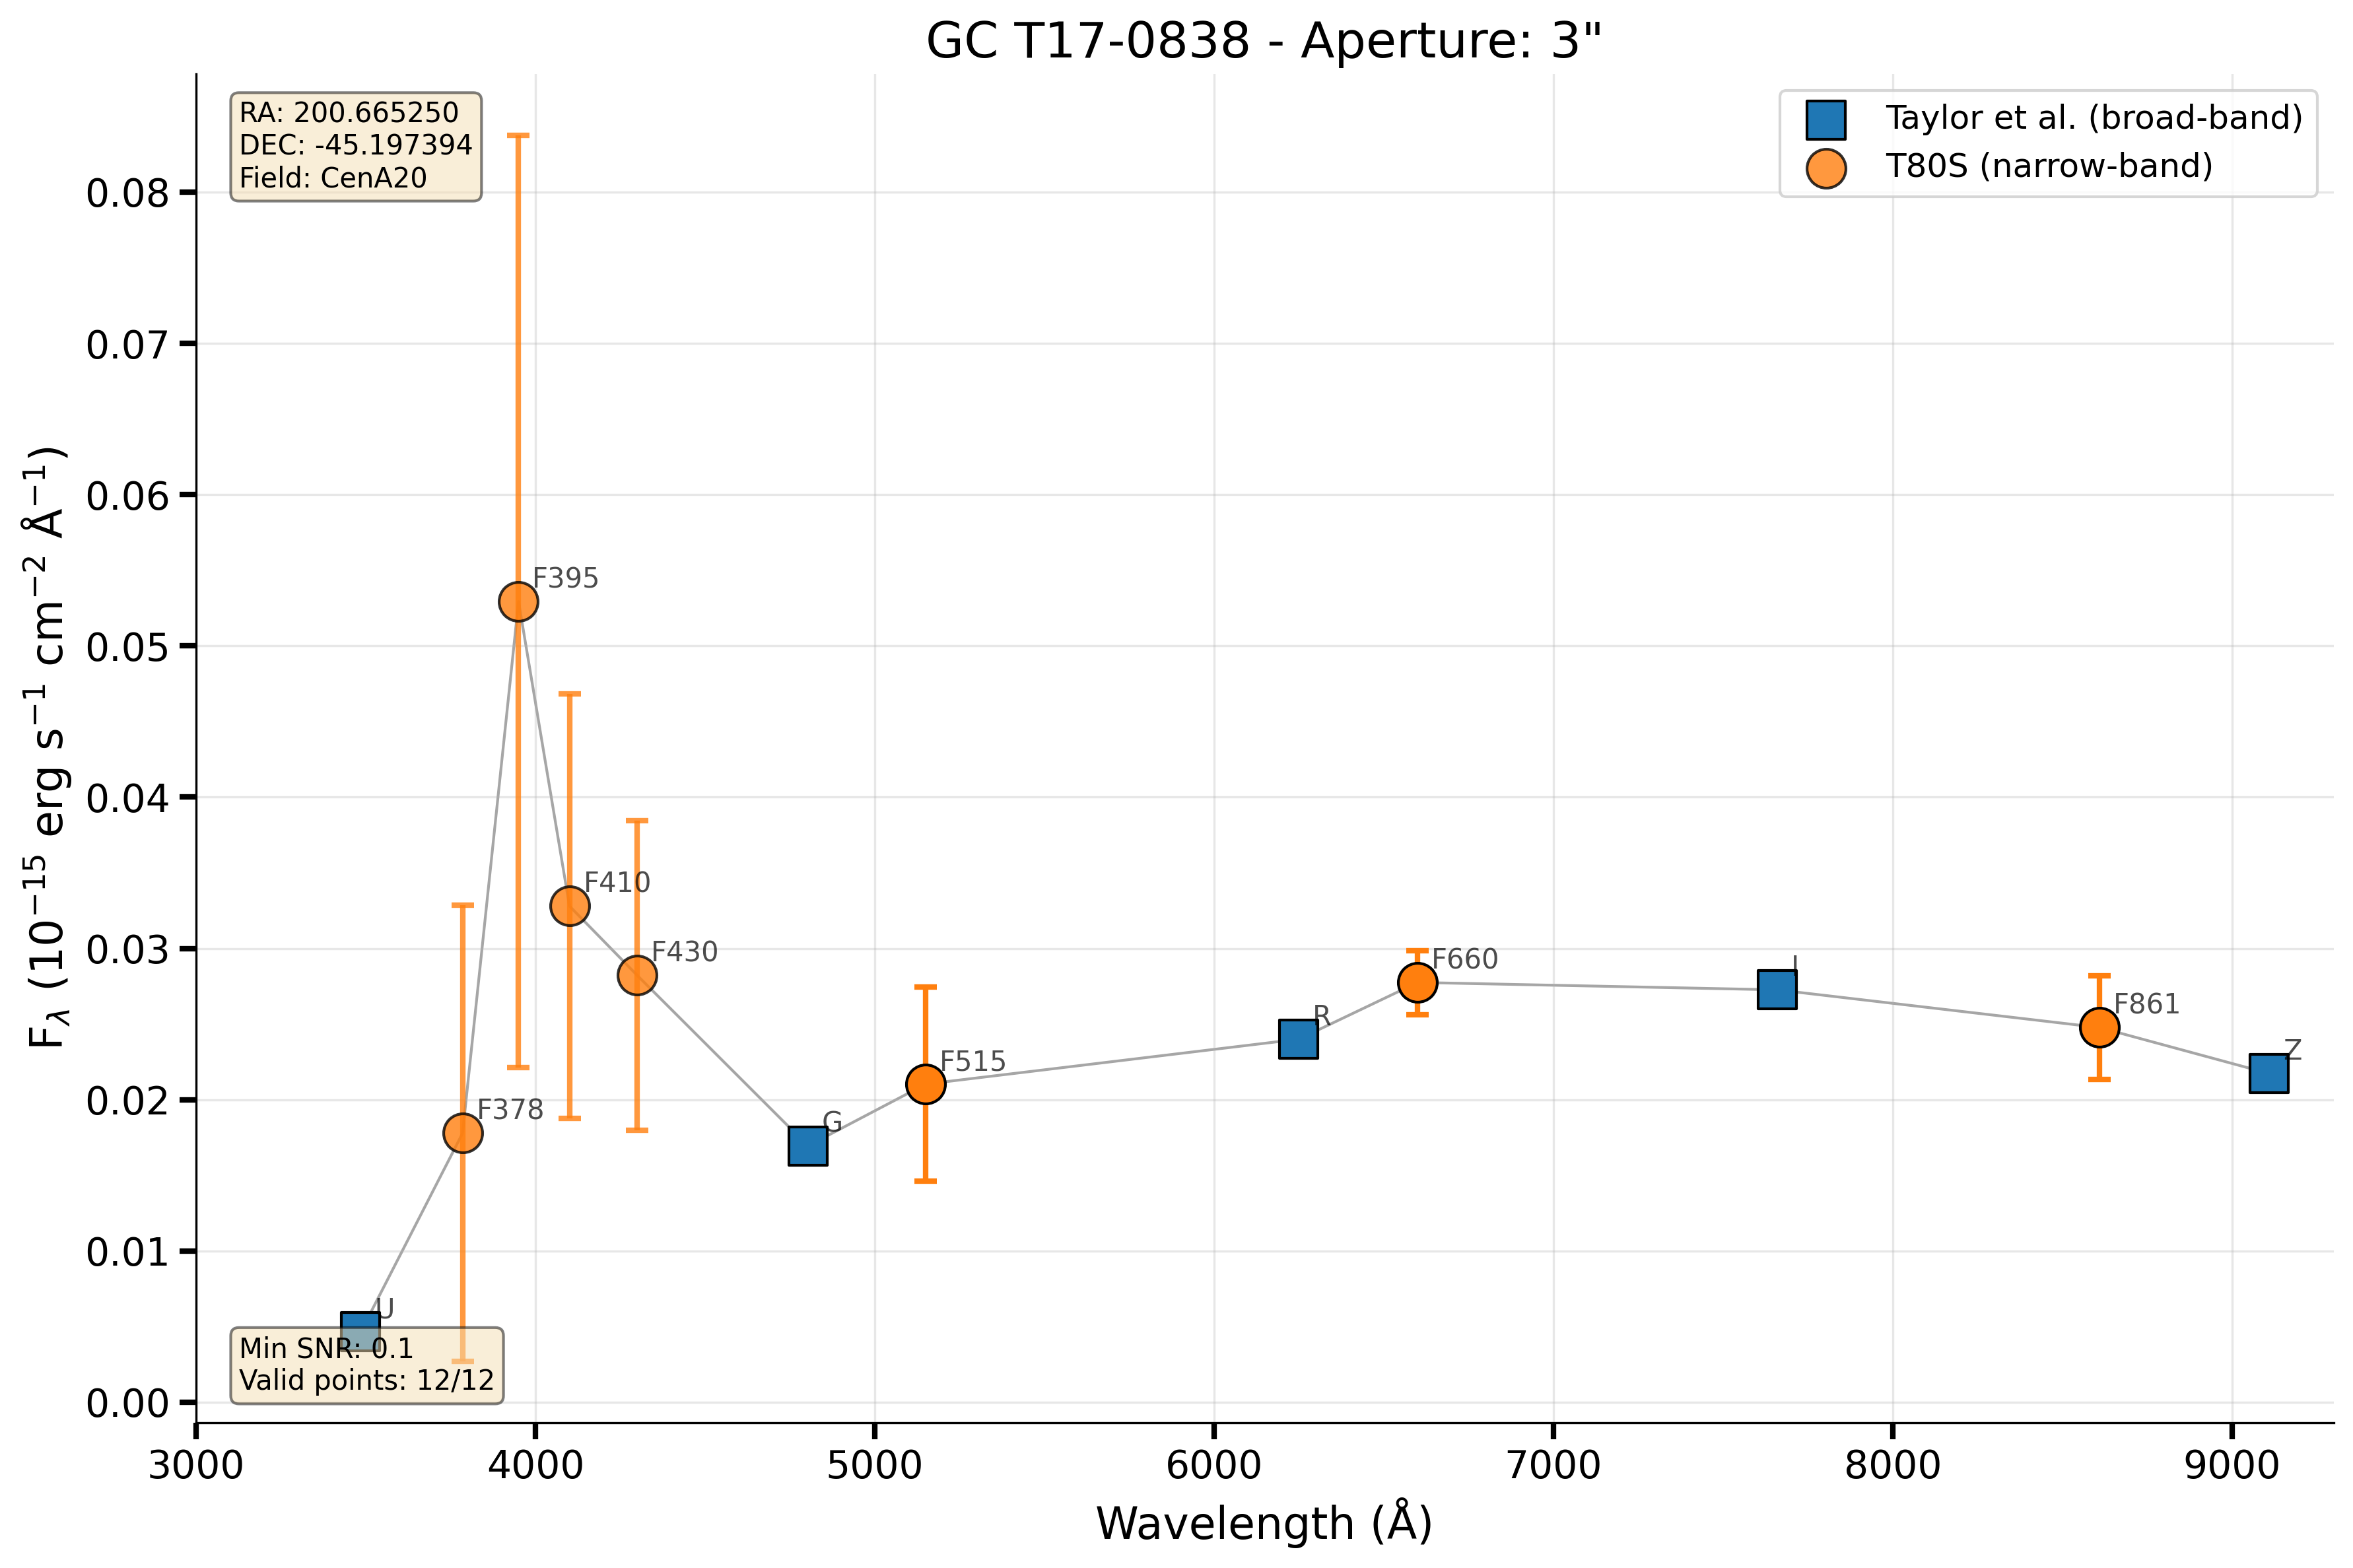 GC T17-0838 - Aperture: 3"
RA: 200.665250
DEC: -45.197394
Field: CenA20
Taylor et al. (broad-band)
T80S (narrow-band)
F$_λ$ (10$^{-15}$ erg s$^{-1}$ cm$^{-2}$ Å$^{-1}$)
0.08
0.07
0.06
0.05
0.04
0.03
0.02
0.01
0.00
F395
F410
F430
F378
U
G
F515
R
F660
I
F861
Z
Min SNR: 0.1
Valid points: 12/12
3000 4000 5000 6000 7000 8000 9000
Wavelength (Å)